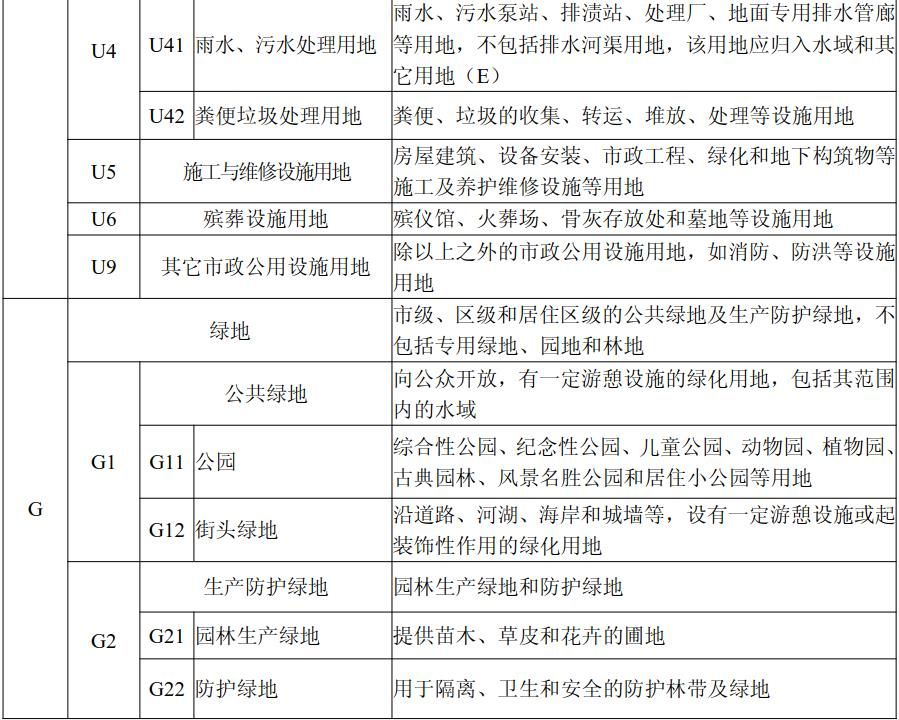 雨水、污水泵站、排渍站、处理厂、地面专用排水管廊
U4 U41 雨水、污水处理用地 等用地，不包括排水河渠用地，该用地应归入水域和其
它用地（E）
U42 粪便垃圾处理用地 粪便、垃圾的收集、转运、堆放、处理等设施用地
U5 施工与维修设施用地 房屋建筑、设备安装、市政工程、绿化和地下构筑物等
施工及养护维修设施等用地
U6 殡葬设施用地 殡仪馆、火葬场、骨灰存放处和墓地等设施用地
U9 其它市政公用设施用地 除以上之外的市政公用设施用地，如消防、防洪等设施
用地
G 绿地 市级、区级和居住区级的公共绿地及生产防护绿地，不
包括专用绿地、园地和林地
G1 公共绿地 向公众开放，有一定游憩设施的绿化用地，包括其范围
内的水域
G11 公园 综合性公园、纪念性公园、儿童公园、动物园、植物园、
古典园林、风景名胜公园和居住小公园等用地
G12 街头绿地 沿道路、河湖、海岸和城墙等，设有一定游憩设施或起
装饰性作用的绿化用地
G2 生产防护绿地 园林生产绿地和防护绿地
G21 园林生产绿地 提供苗木、草皮和花卉的圃地
G22 防护绿地 用于隔离、卫生和安全的防护林带及绿地